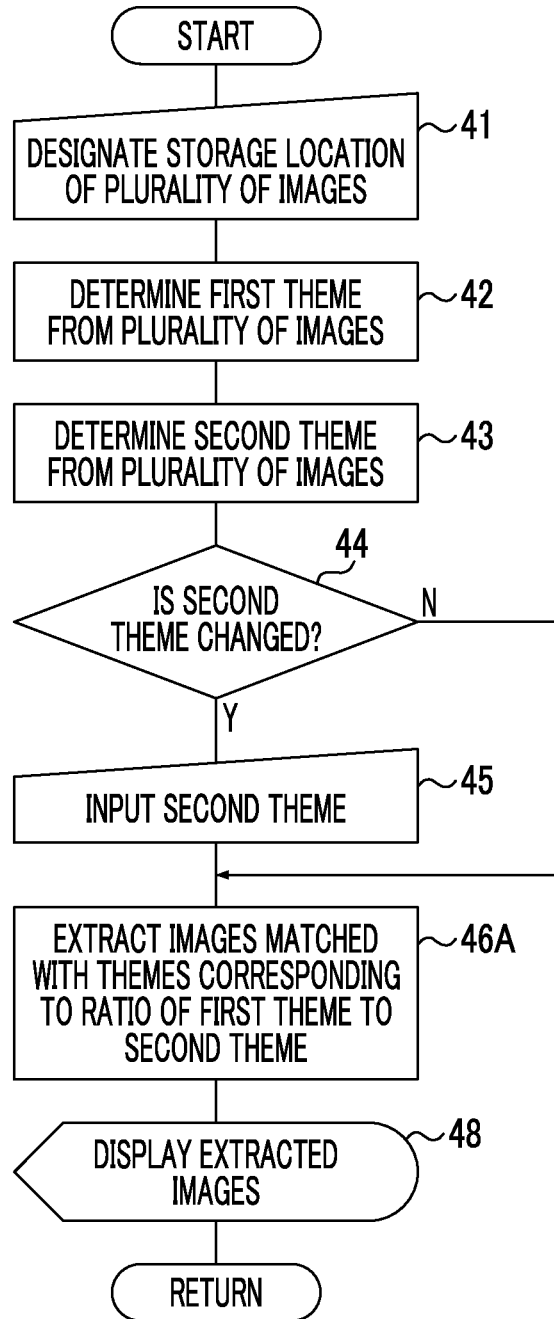 START
41
DESIGNATE STORAGE LOCATION
OF PLURALITY OF IMAGES
42
DETERMINE FIRST THEME
FROM PLURALITY OF IMAGES
43
DETERMINE SECOND THEME
FROM PLURALITY OF IMAGES
44
IS SECOND
THEME CHANGED?
N
Y
45
INPUT SECOND THEME
46A
EXTRACT IMAGES MATCHED
WITH THEMES CORRESPONDING
TO RATIO OF FIRST THEME TO
SECOND THEME
48
DISPLAY EXTRACTED
IMAGES
RETURN